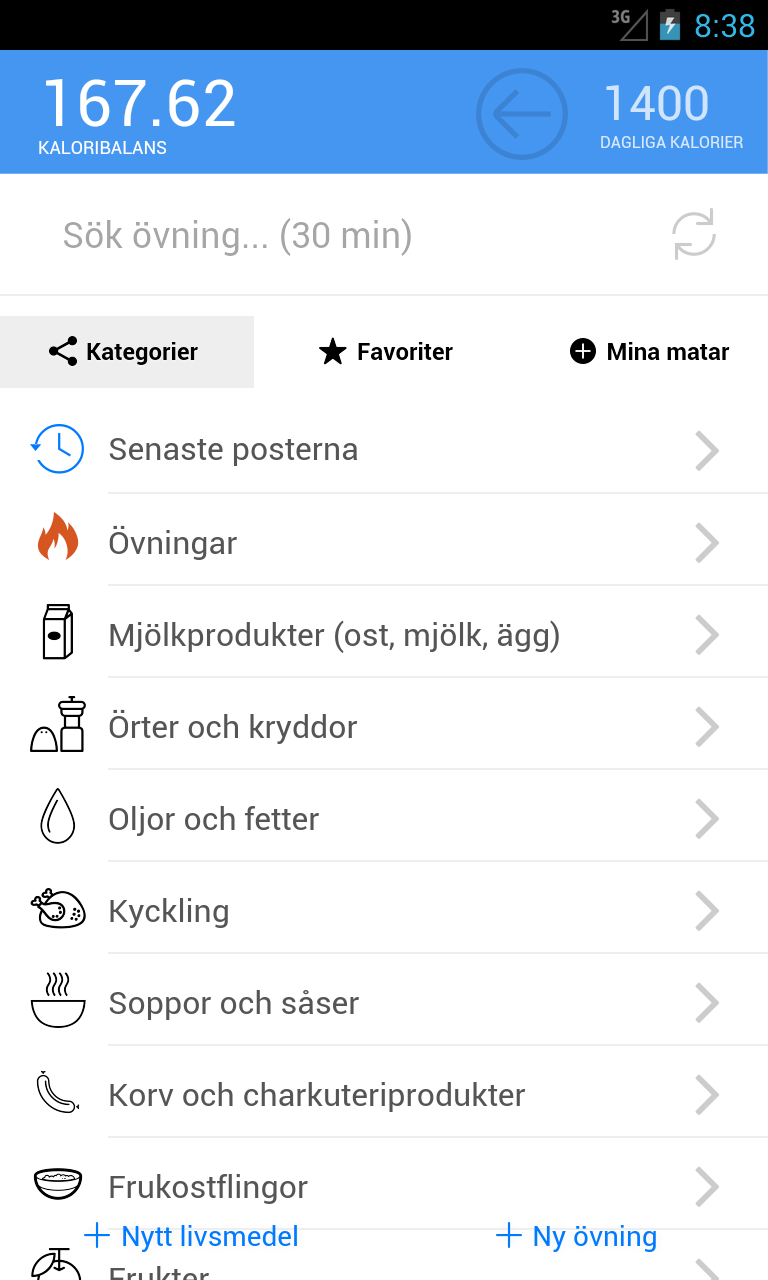 3G 8:38
167.62 1400
KALORIBALANS DAGLIGA KALORIER
Sök övning... (30 min)
Kategorier Favoriter Mina matar
Senaste posterna
Övningar
Mjölkprodukter (ost, mjölk, ägg)
Örter och kryddor
Oljor och fetter
Kyckling
Soppor och såser
Korv och charkuteriprodukter
Frukostflingor
Nytt livsmedel Ny övning
Frukter